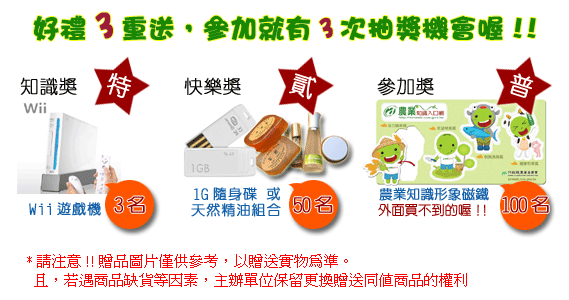 好禮3重送，參加就有3次抽獎機會喔!!
知識獎 特
Wii
Wii遊戲機 3名
快樂獎 貳
1GB
1G隨身碟 或
天然精油組合 50名
參加獎 普
農業知識入口網
農業知識形象磁鐵
外面買不到的喔!! 100名
*請注意!!贈品圖片僅供參考，以贈送實物為準。
且，若遇商品缺貨等因素，主辦單位保留更換贈送同值商品的權利